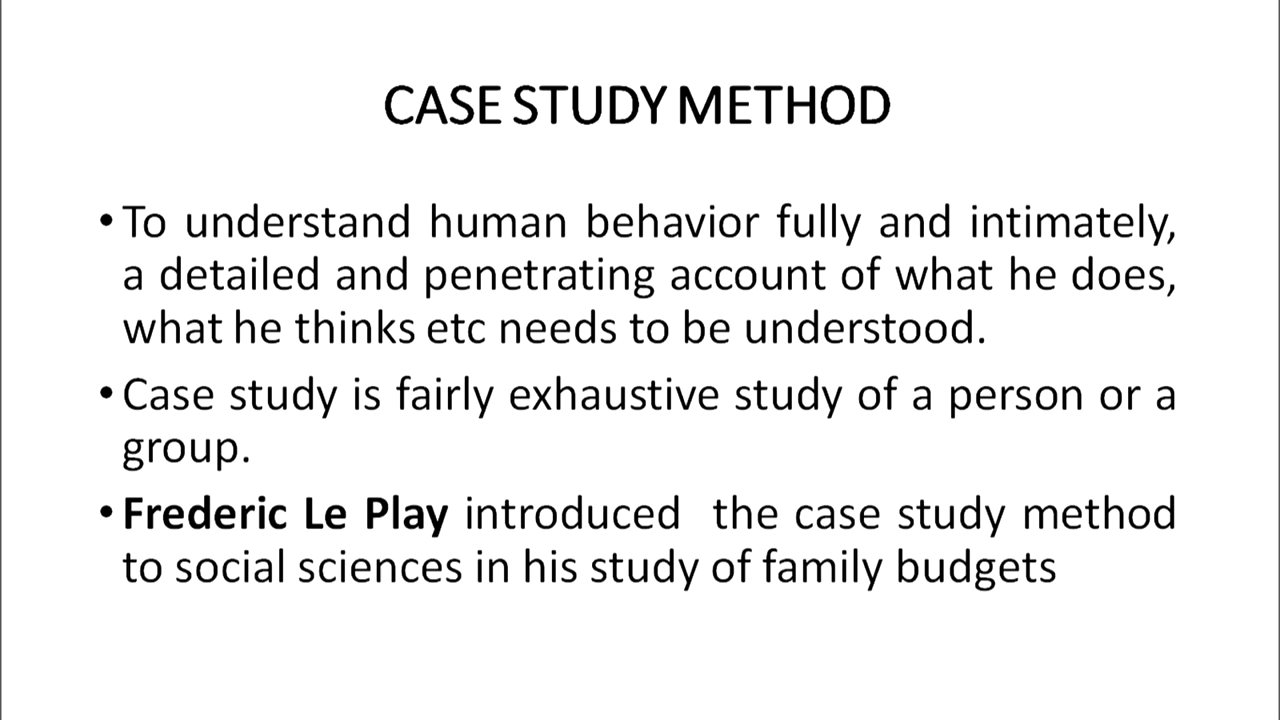 CASE STUDY METHOD
• To understand human behavior fully and intimately,
a detailed and penetrating account of what he does,
what he thinks etc needs to be understood.
• Case study is fairly exhaustive study of a person or a
group.
• Frederic Le Play introduced  the case study method
to social sciences in his study of family budgets